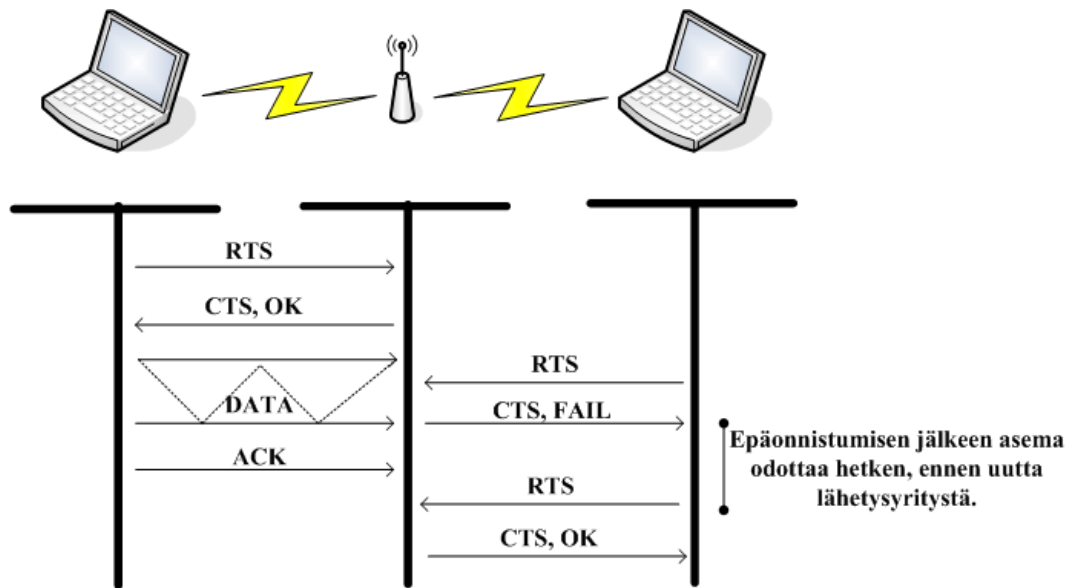 RTS
CTS, OK
RTS
DATA
CTS, FAIL
Epäonnistumisen jälkeen asema
odottaa hetken, ennen uutta
lähetysyritystä.
ACK
RTS
CTS, OK